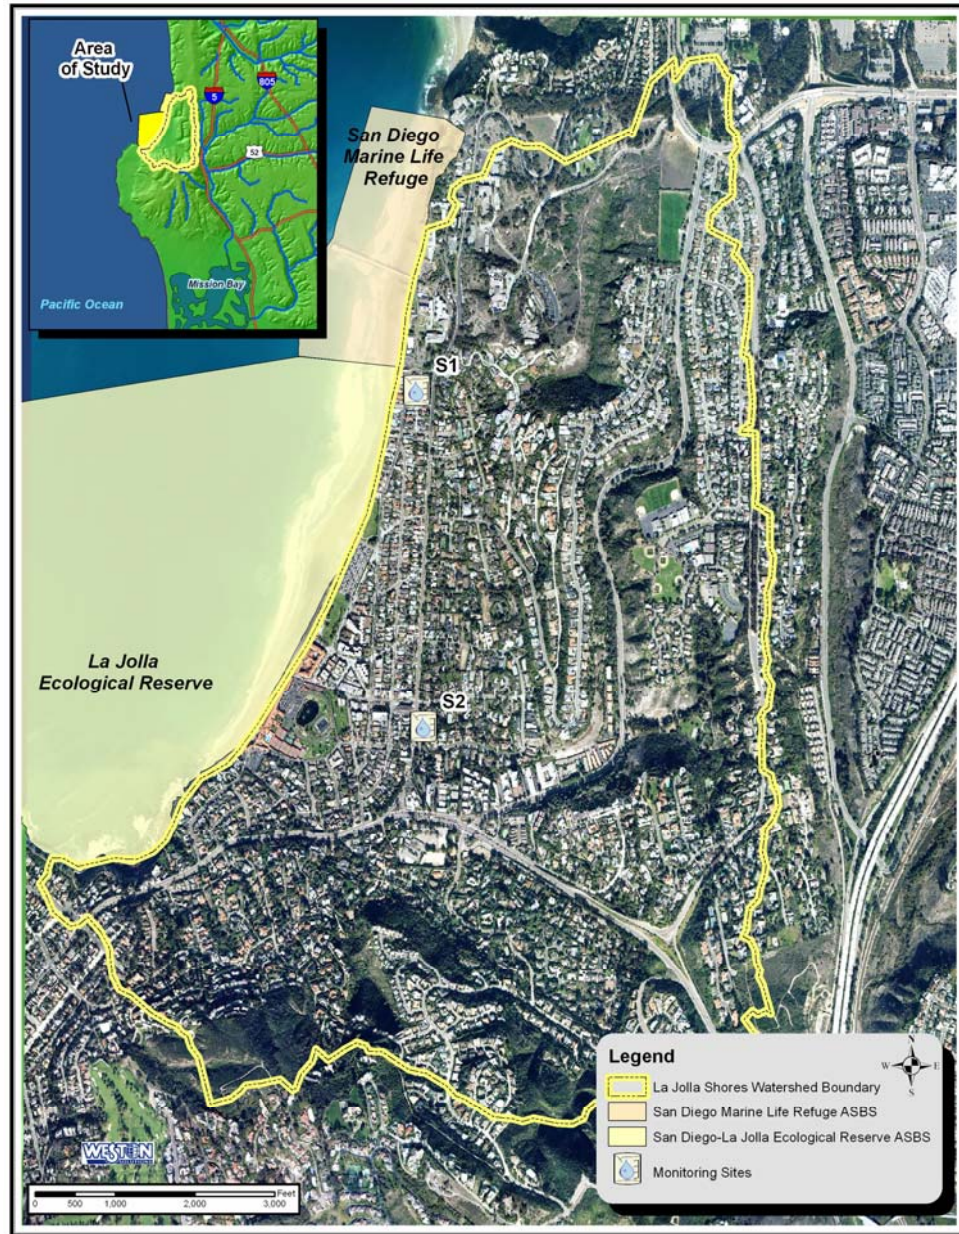 Area
of Study
5
805
52
Mission Bay
Pacific Ocean
San Diego
Marine Life
Refuge
S1
La Jolla
Ecological Reserve
S2
Legend
N
W
E
S
La Jolla Shores Watershed Boundary
San Diego Marine Life Refuge ASBS
San Diego-La Jolla Ecological Reserve ASBS
Monitoring Sites
WESTON
SOLUTIONS
Feet
0 500 1,000 2,000 3,000